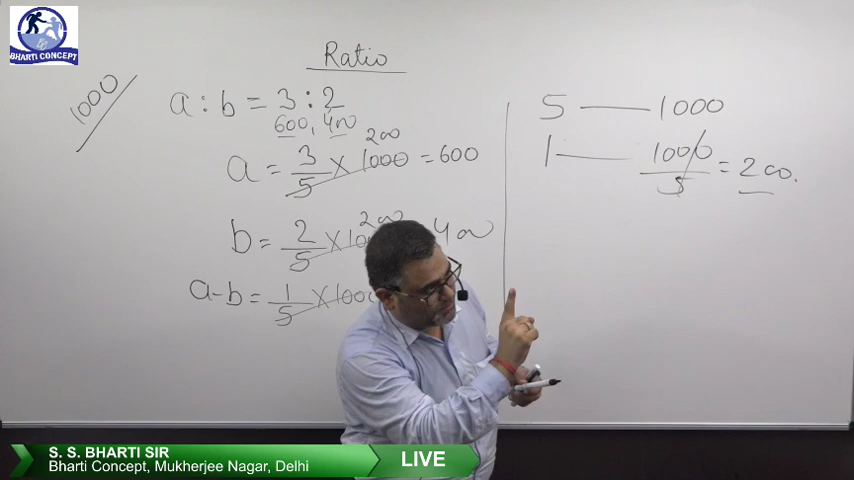 BHARTI CONCEPT
Ratio
1000
a : b = 3 : 2
600, 400
200
a = 3/5 × 1000 = 600
200
b = 2/5 × 10 400
a-b = 1/5 × 1000
5 — 1000
1 — 1000/5 = 200.
S. S. BHARTI SIR
Bharti Concept, Mukherjee Nagar, Delhi
LIVE